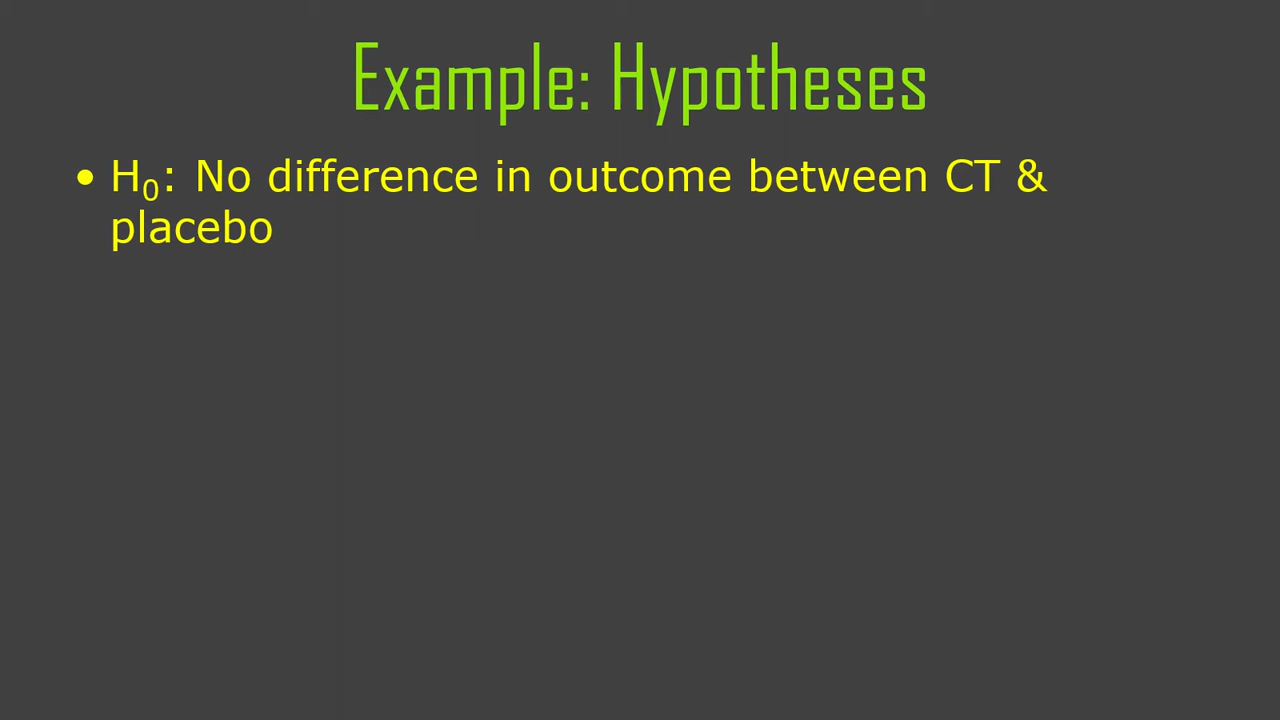 Example: Hypotheses
• H₀: No difference in outcome between CT &
placebo